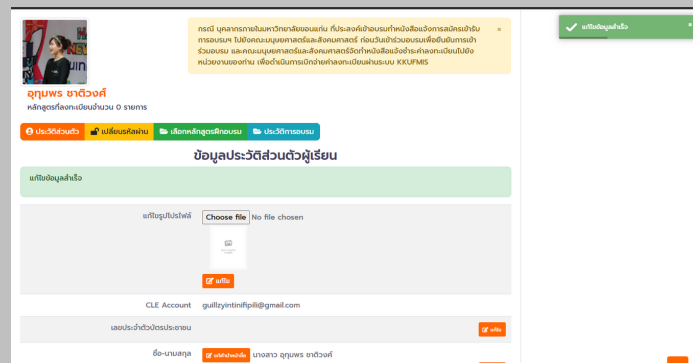 กรณี บุคลากรภายในมหาวิทยาลัยขอนแก่น ที่ประสงค์เข้าอบรมทำหนังสือแจ้งการสมัครเข้ารับ ×
การอบรมฯ ไปยังคณะมนุษยศาสตร์และสังคมศาสตร์ ก่อนวันเข้าร่วมอบรมเพื่อยืนยันการเข้า
ร่วมอบรม และคณะมนุษยศาสตร์และสังคมศาสตร์จัดทำหนังสือแจ้งชำระค่าลงทะเบียนไปยัง
หน่วยงานของท่าน เพื่อดำเนินการเบิกจ่ายค่าลงทะเบียนผ่านระบบ KKUFMIS
แก้ไขข้อมูลสำเร็จ ×
อุทุมพร ชาติวงศ์
หลักสูตรที่ลงทะเบียนจำนวน 0 รายการ
ประวัติส่วนตัว เปลี่ยนรหัสผ่าน เลือกหลักสูตรฝึกอบรม ประวัติการอบรม
ข้อมูลประวัติส่วนตัวผู้เรียน
แก้ไขข้อมูลสำเร็จ
แก้ไขรูปโปรไฟล์ Choose file No file chosen
แก้ไข
CLE Account guillzyintinifipili@gmail.com
เลขประจำตัวบัตรประชาชน แก้ไข
ชื่อ-นามสกุล แก้คำนำหน้าชื่อ นางสาว อุทุมพร ชาติวงศ์